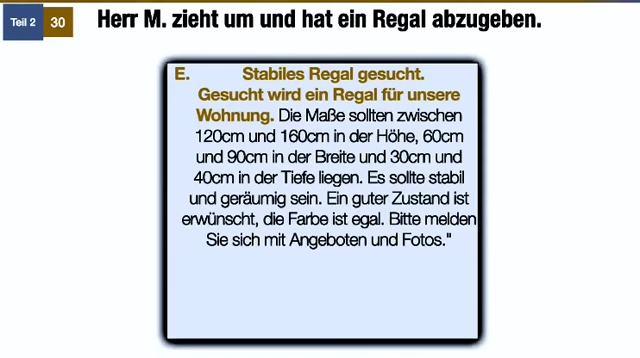 Teil 2
30
Herr M. zieht um und hat ein Regal abzugeben.
E. Stabiles Regal gesucht.
Gesucht wird ein Regal für unsere
Wohnung. Die Maße sollten zwischen
120cm und 160cm in der Höhe, 60cm
und 90cm in der Breite und 30cm und
40cm in der Tiefe liegen. Es sollte stabil
und geräumig sein. Ein guter Zustand ist
erwünscht, die Farbe ist egal. Bitte melden
Sie sich mit Angeboten und Fotos."